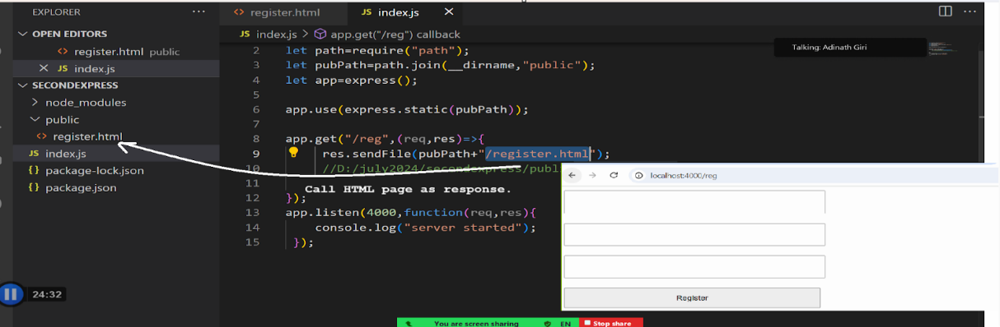 EXPLORER ...
OPEN EDITORS
<> register.html public
X JS index.js
SECONDEXPRESS
> node_modules
public
<> register.html
JS index.js
{} package-lock.json
{} package.json
24:32
<> register.html JS index.js X
JS index.js > app.get("/reg") callback
2 let path=require("path");
3 let pubPath=path.join(__dirname,"public");
4 let app=express();
5
6 app.use(express.static(pubPath));
7
8 app.get("/reg",(req,res)=>{
9 res.sendFile(pubPath+"/register.html");
10 //D:/july2024/secondexpress/publ
11 Call HTML page as response.
12 });
13 app.listen(4000,function(req,res){
14 console.log("server started");
15 });
Talking: Adinath Giri
localhost:4000/reg
Register
You are screen sharing EN Stop share